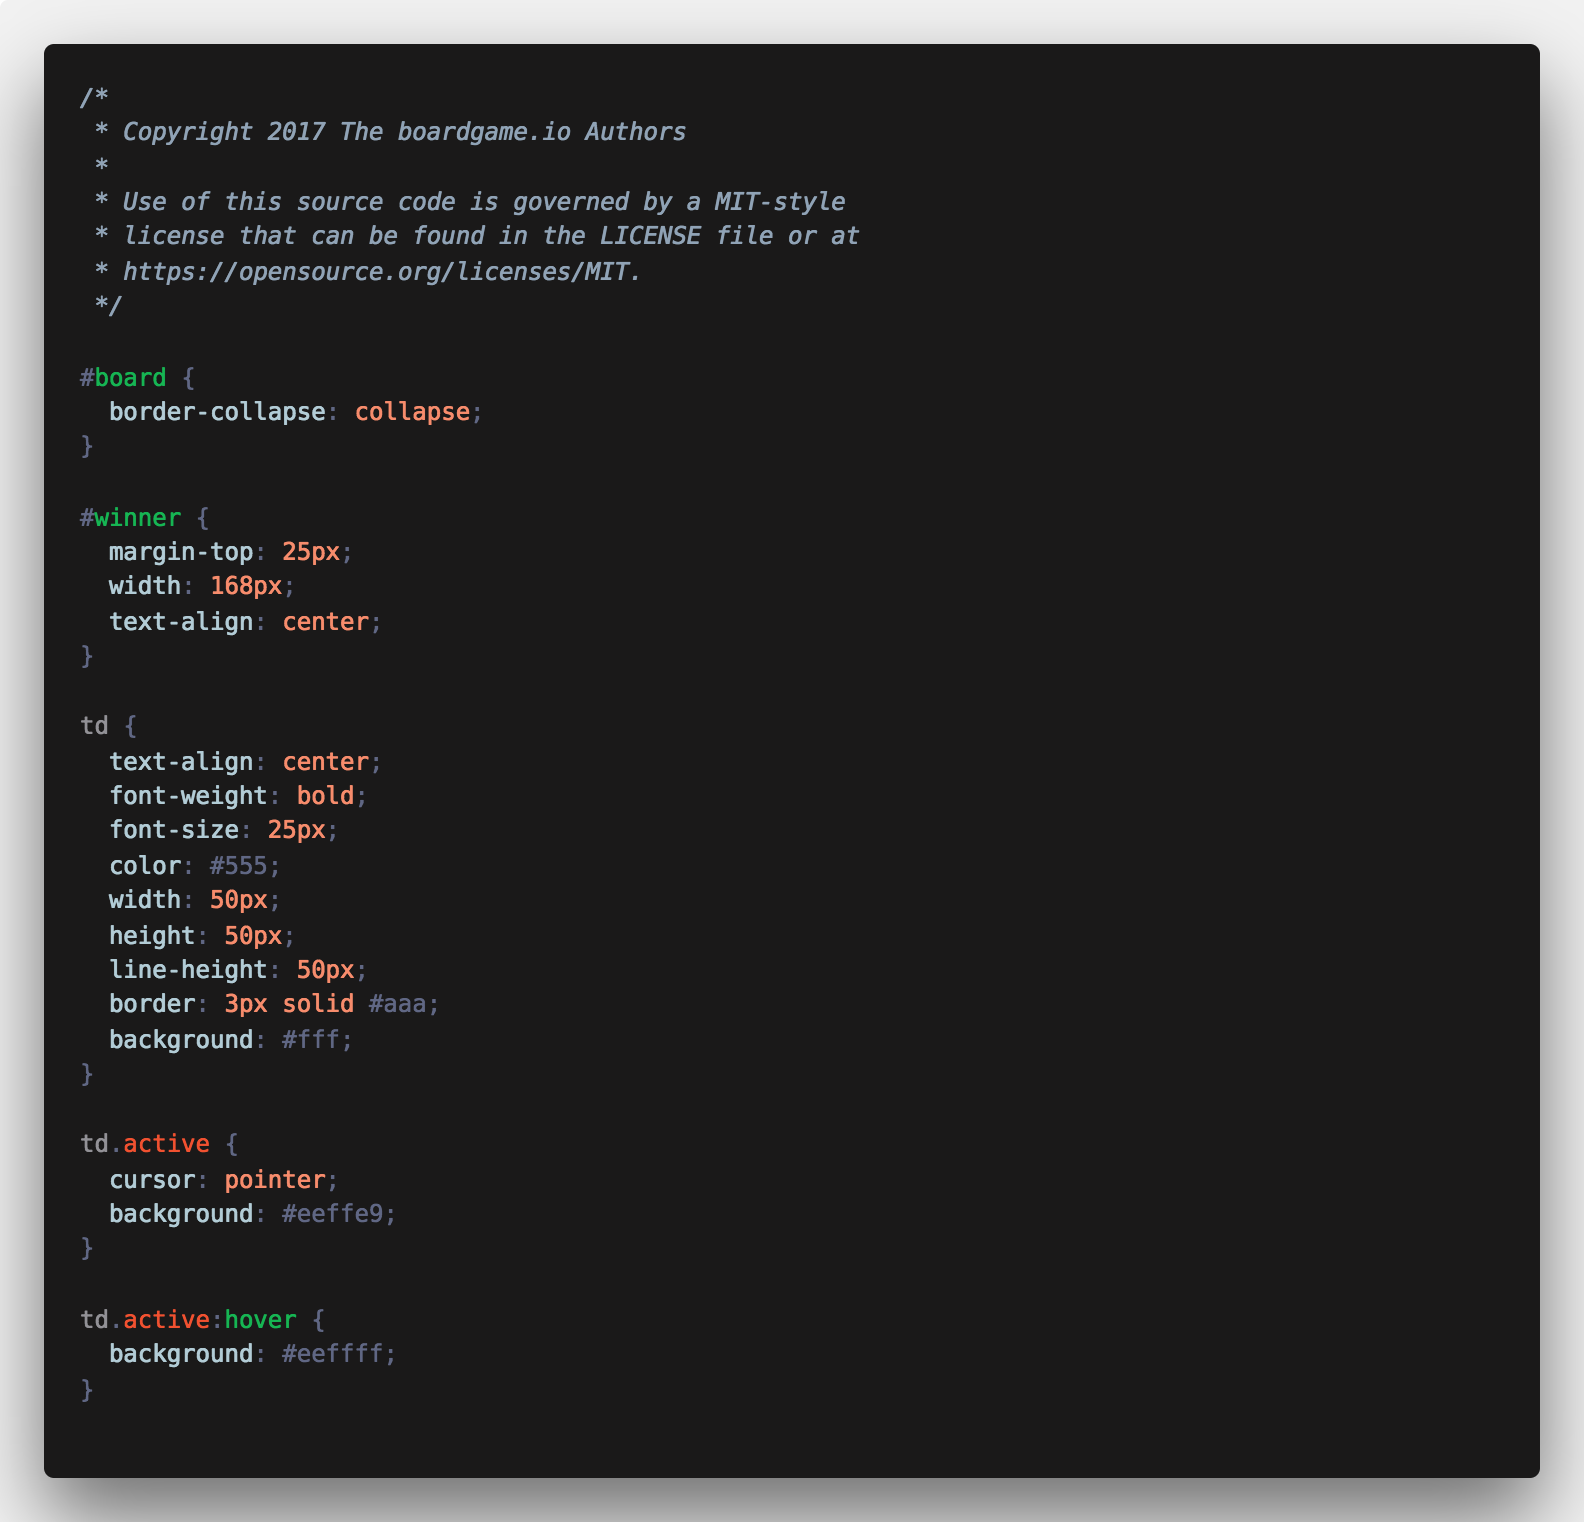 /*
 * Copyright 2017 The boardgame.io Authors
 *
 * Use of this source code is governed by a MIT-style
 * license that can be found in the LICENSE file or at
 * https://opensource.org/licenses/MIT.
 */

#board {
  border-collapse: collapse;
}

#winner {
  margin-top: 25px;
  width: 168px;
  text-align: center;
}

td {
  text-align: center;
  font-weight: bold;
  font-size: 25px;
  color: #555;
  width: 50px;
  height: 50px;
  line-height: 50px;
  border: 3px solid #aaa;
  background: #fff;
}

td.active {
  cursor: pointer;
  background: #eeffe9;
}

td.active:hover {
  background: #eeffff;
}